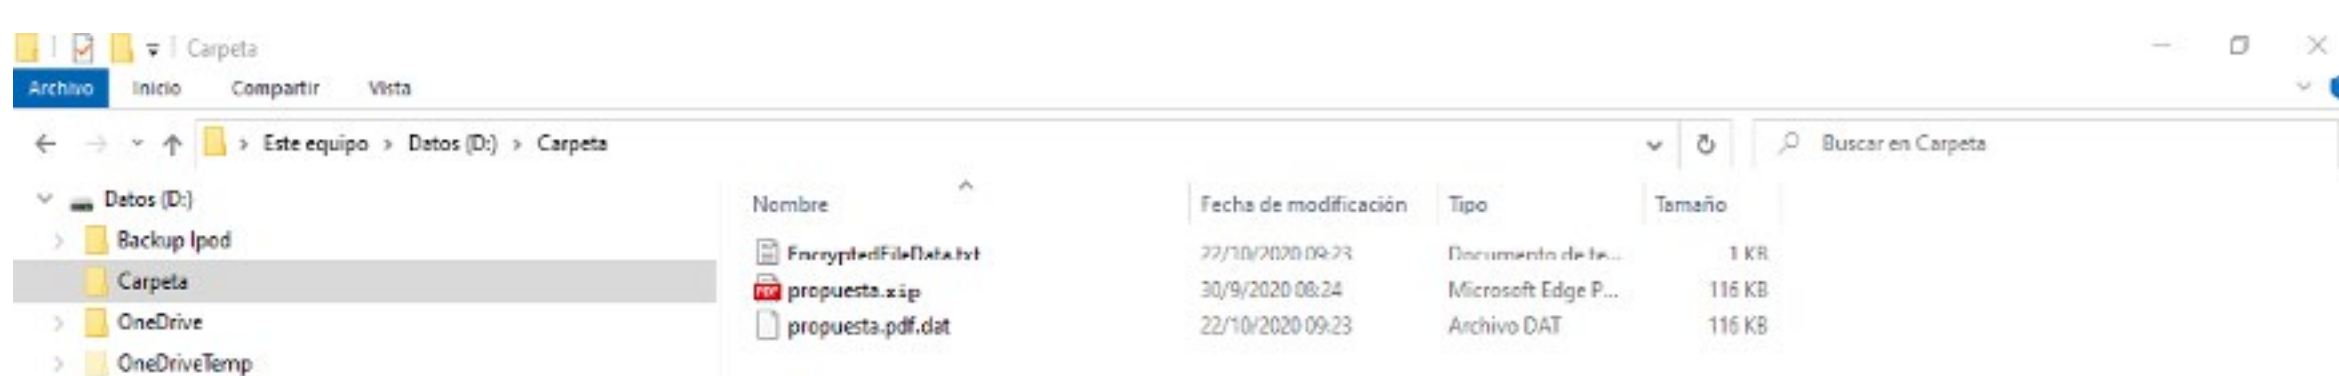 Carpeta
Archivo Inicio Compartir Vista
Este equipo > Datos (D:) > Carpeta Buscar en Carpeta
Datos (D:)
Backup Ipod
Carpeta
OneDrive
OneDriveTemp
Nombre Fecha de modificación Tipo Tamaño
EncryptedFileData.txt 22/10/2020 09:23 Documento de te... 1 KB
PDF propuesta.zip 30/9/2020 08:24 Microsoft Edge P... 116 KB
propuesta.pdf.dat 22/10/2020 09:23 Archivo DAT 116 KB